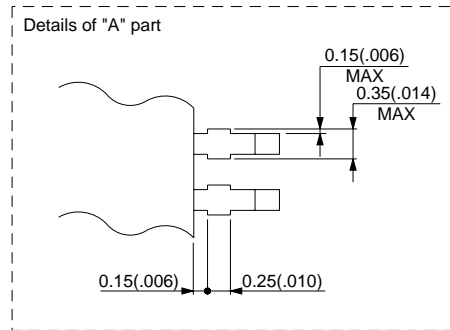 Details of "A" part
0.15(.006)
MAX
0.35(.014)
MAX
0.15(.006)
0.25(.010)